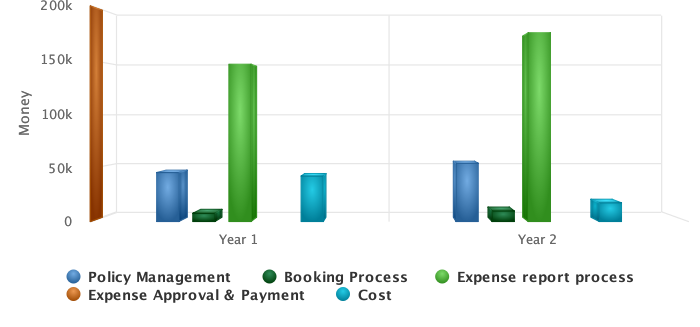 200k
150k
100k
50k
0
Money
Year 1 Year 2
Policy Management Booking Process Expense report process
Expense Approval & Payment Cost